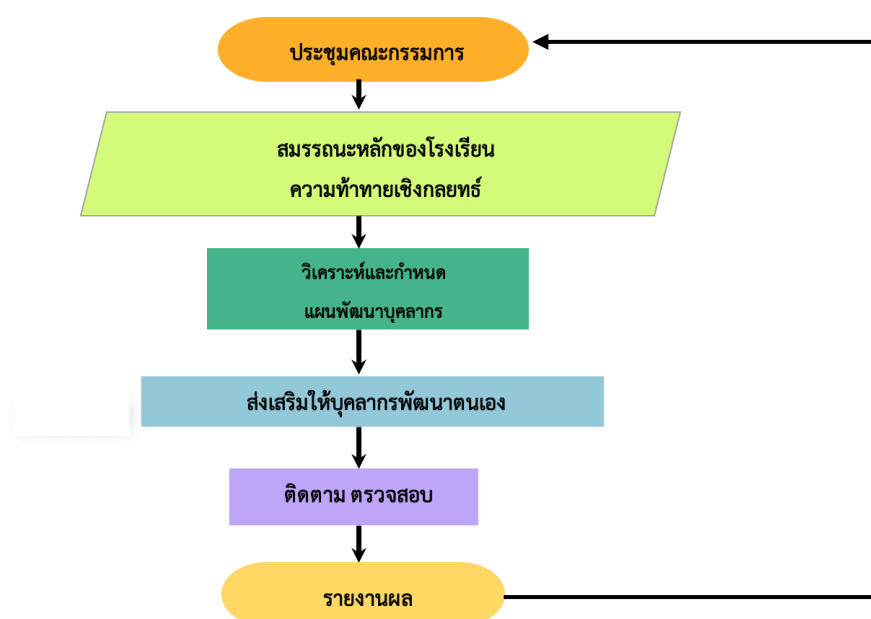 ประชุมคณะกรรมการ
สมรรถนะหลักของโรงเรียน
ความท้าทายเชิงกลยทธ์
วิเคราะห์และกำหนด
แผนพัฒนาบุคลากร
ส่งเสริมให้บุคลากรพัฒนาตนเอง
ติดตาม ตรวจสอบ
รายงานผล